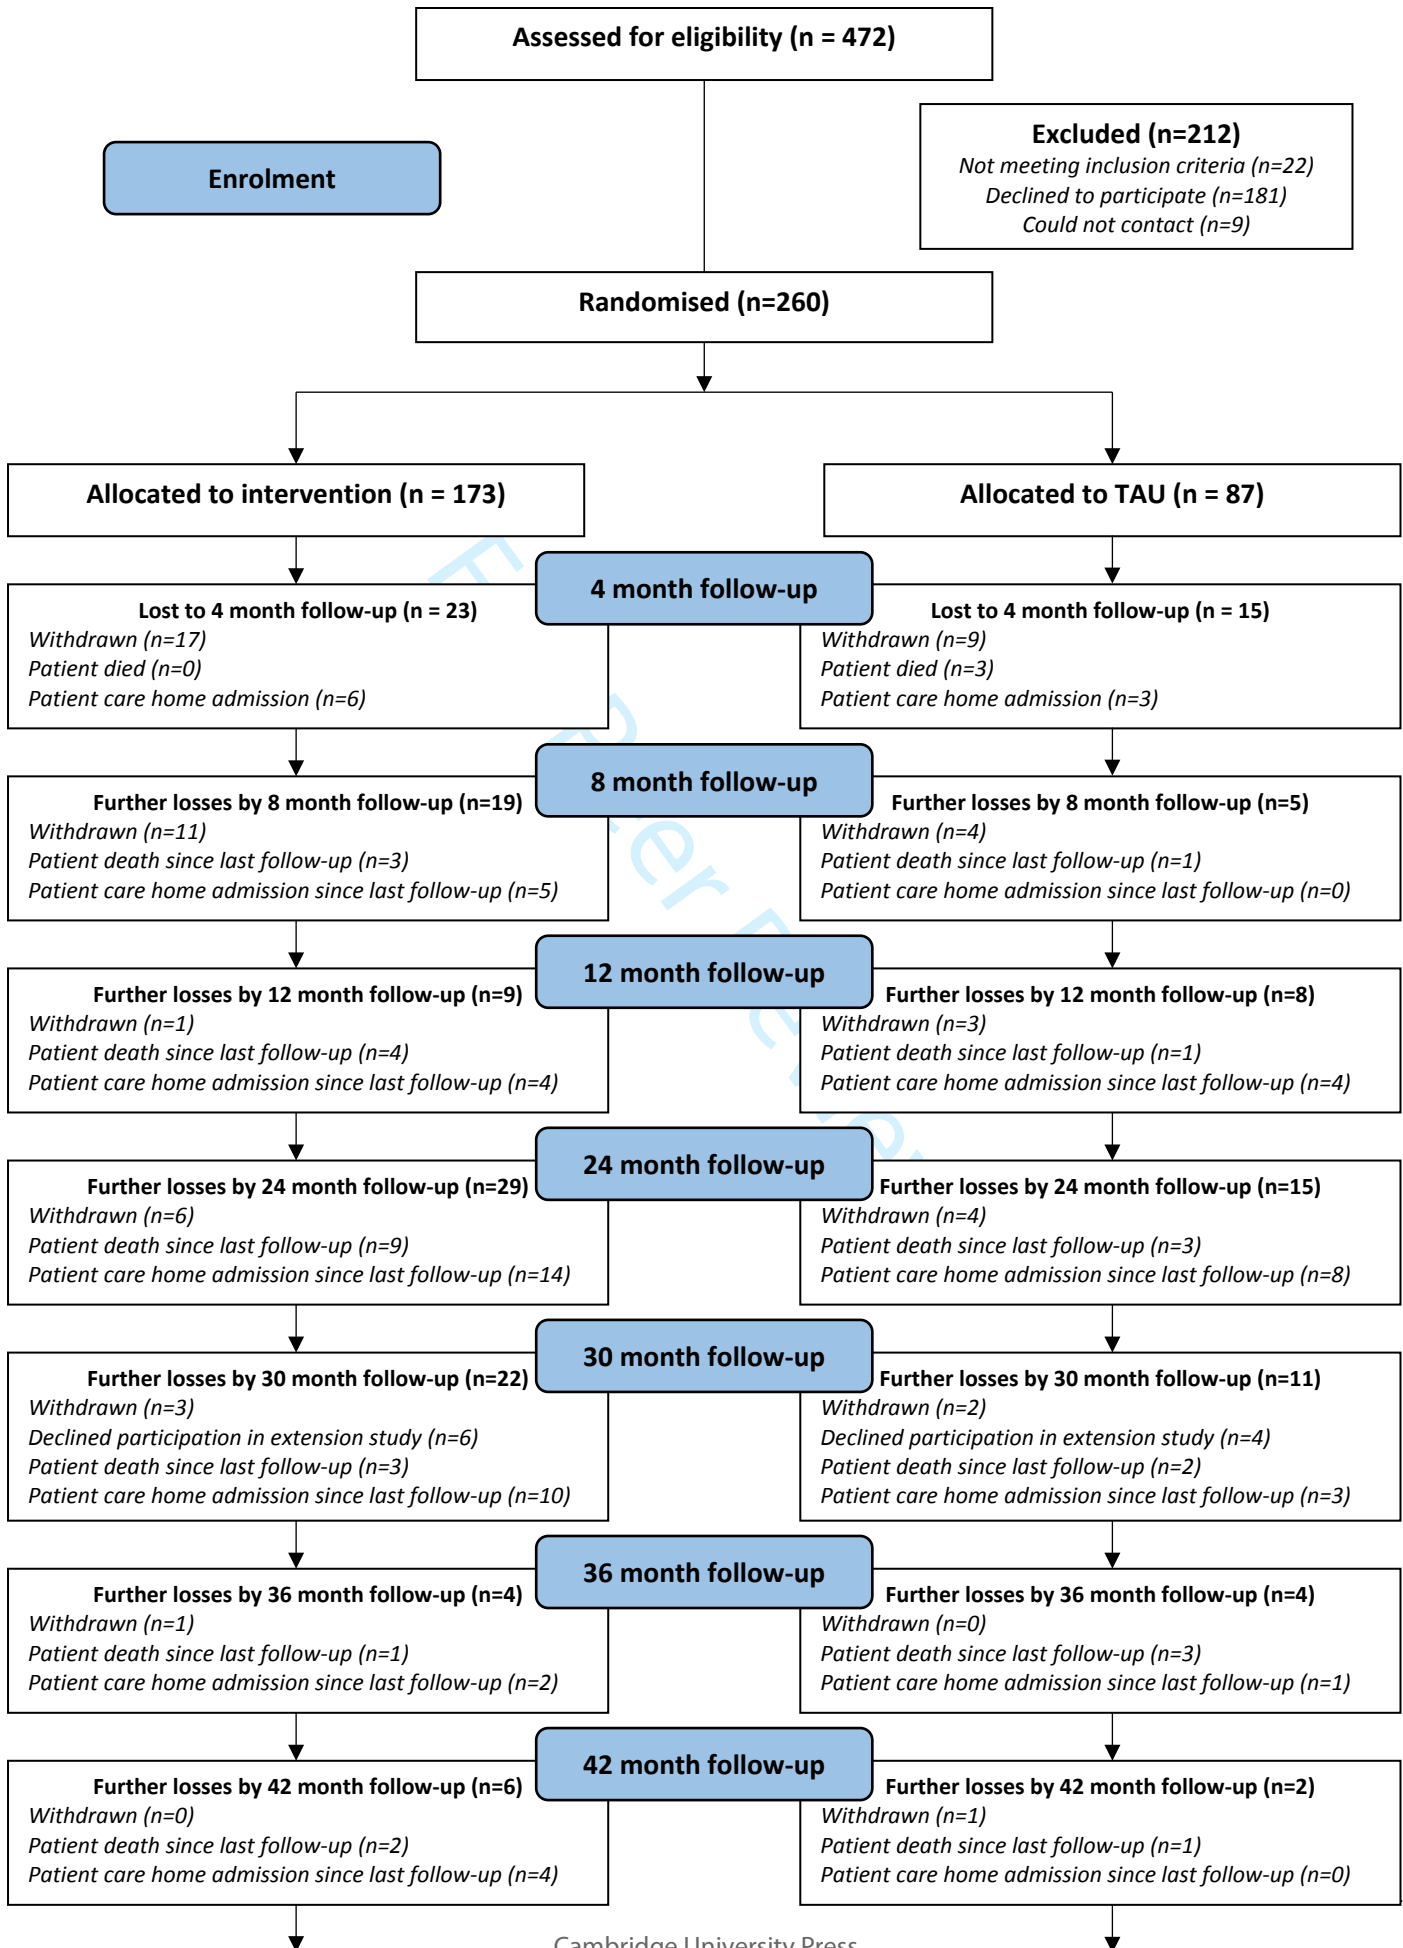 Assessed for eligibility (n = 472)
Excluded (n=212)
Not meeting inclusion criteria (n=22)
Declined to participate (n=181)
Could not contact (n=9)
Enrolment
Randomised (n=260)
Allocated to intervention (n = 173)
Allocated to TAU (n = 87)
4 month follow-up
Lost to 4 month follow-up (n = 23)
Withdrawn (n=17)
Patient died (n=0)
Patient care home admission (n=6)
Lost to 4 month follow-up (n = 15)
Withdrawn (n=9)
Patient died (n=3)
Patient care home admission (n=3)
8 month follow-up
Further losses by 8 month follow-up (n=19)
Withdrawn (n=11)
Patient death since last follow-up (n=3)
Patient care home admission since last follow-up (n=5)
Further losses by 8 month follow-up (n=5)
Withdrawn (n=4)
Patient death since last follow-up (n=1)
Patient care home admission since last follow-up (n=0)
12 month follow-up
Further losses by 12 month follow-up (n=9)
Withdrawn (n=1)
Patient death since last follow-up (n=4)
Patient care home admission since last follow-up (n=4)
Further losses by 12 month follow-up (n=8)
Withdrawn (n=3)
Patient death since last follow-up (n=1)
Patient care home admission since last follow-up (n=4)
24 month follow-up
Further losses by 24 month follow-up (n=29)
Withdrawn (n=6)
Patient death since last follow-up (n=9)
Patient care home admission since last follow-up (n=14)
Further losses by 24 month follow-up (n=15)
Withdrawn (n=4)
Patient death since last follow-up (n=3)
Patient care home admission since last follow-up (n=8)
30 month follow-up
Further losses by 30 month follow-up (n=22)
Withdrawn (n=3)
Declined participation in extension study (n=6)
Patient death since last follow-up (n=3)
Patient care home admission since last follow-up (n=10)
Further losses by 30 month follow-up (n=11)
Withdrawn (n=2)
Declined participation in extension study (n=4)
Patient death since last follow-up (n=2)
Patient care home admission since last follow-up (n=3)
36 month follow-up
Further losses by 36 month follow-up (n=4)
Withdrawn (n=1)
Patient death since last follow-up (n=1)
Patient care home admission since last follow-up (n=2)
Further losses by 36 month follow-up (n=4)
Withdrawn (n=0)
Patient death since last follow-up (n=3)
Patient care home admission since last follow-up (n=1)
42 month follow-up
Further losses by 42 month follow-up (n=6)
Withdrawn (n=0)
Patient death since last follow-up (n=2)
Patient care home admission since last follow-up (n=4)
Further losses by 42 month follow-up (n=2)
Withdrawn (n=1)
Patient death since last follow-up (n=1)
Patient care home admission since last follow-up (n=0)
Cambridge University Press